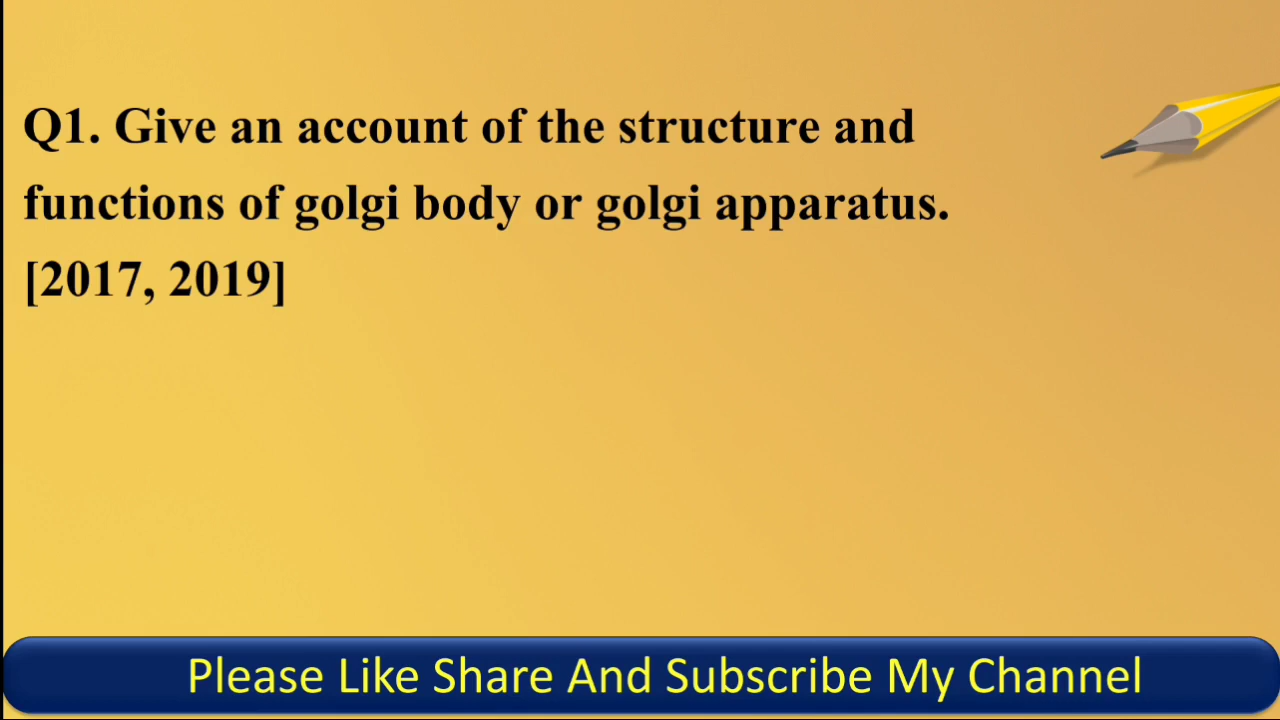 Q1. Give an account of the structure and
functions of golgi body or golgi apparatus.
[2017, 2019]
Please Like Share And Subscribe My Channel